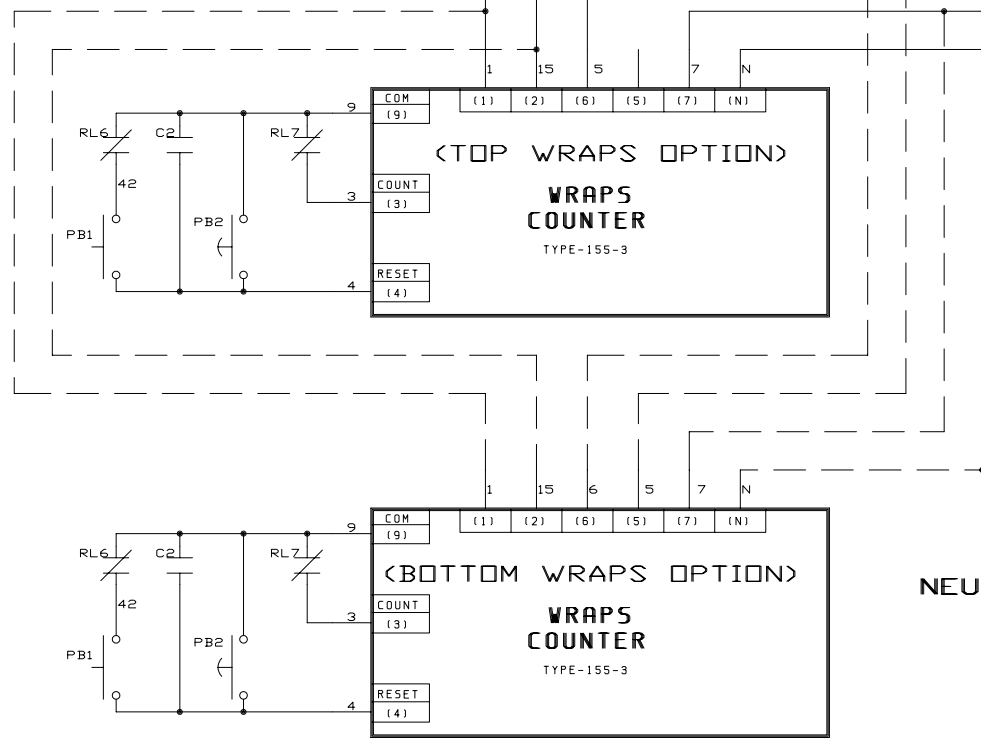 1 15 5 7 N
COM (1) (2) (6) (5) (7) (N)
9 (9)
RL6 C2 RL7
(TOP WRAPS OPTION)
42 COUNT
3 (3)
WRAPS
COUNTER
PB1 PB2
TYPE-155-3
RESET
4 (4)
1 15 6 5 7 N
COM (1) (2) (6) (5) (7) (N)
9 (9)
RL6 C2 RL7
(BOTTOM WRAPS OPTION)
NEU
42 COUNT
3 (3)
WRAPS
COUNTER
PB1 PB2
TYPE-155-3
RESET
4 (4)